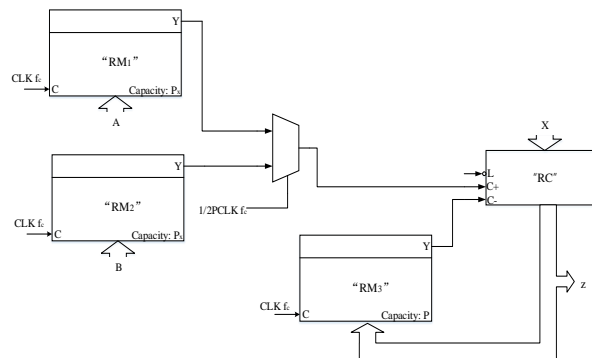 Y
"RM1"
CLK fc
C
Capacity: Ps
A
Y
"RM2"
CLK fc
C
Capacity: Ps
B
1/2PCLK fc
X
L
"RC"
C+
C-
Y
"RM3"
CLK fc
C
Capacity: P
z